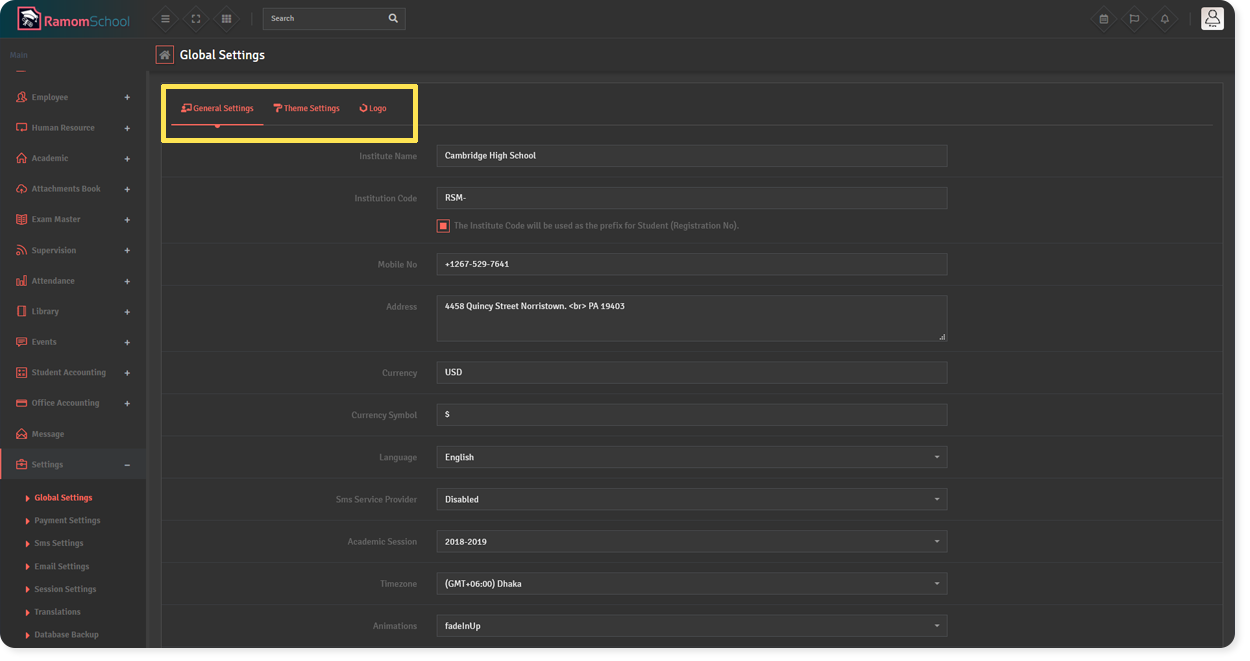 RamomSchool
Search
Main
Global Settings
Employee +
Human Resource +
Academic +
Attachments Book +
Exam Master +
Supervision +
Attendance +
Library +
Events +
Student Accounting +
Office Accounting +
Message
Settings −
Global Settings
Payment Settings
Sms Settings
Email Settings
Session Settings
Translations
Database Backup
General Settings Theme Settings Logo
Institute Name Cambridge High School
Institution Code RSM-
The Institute Code will be used as the prefix for Student (Registration No).
Mobile No +1267-529-7641
Address 4458 Quincy Street Norristown. <br> PA 19403
Currency USD
Currency Symbol $
Language English
Sms Service Provider Disabled
Academic Session 2018-2019
Timezone (GMT+06:00) Dhaka
Animations fadeInUp